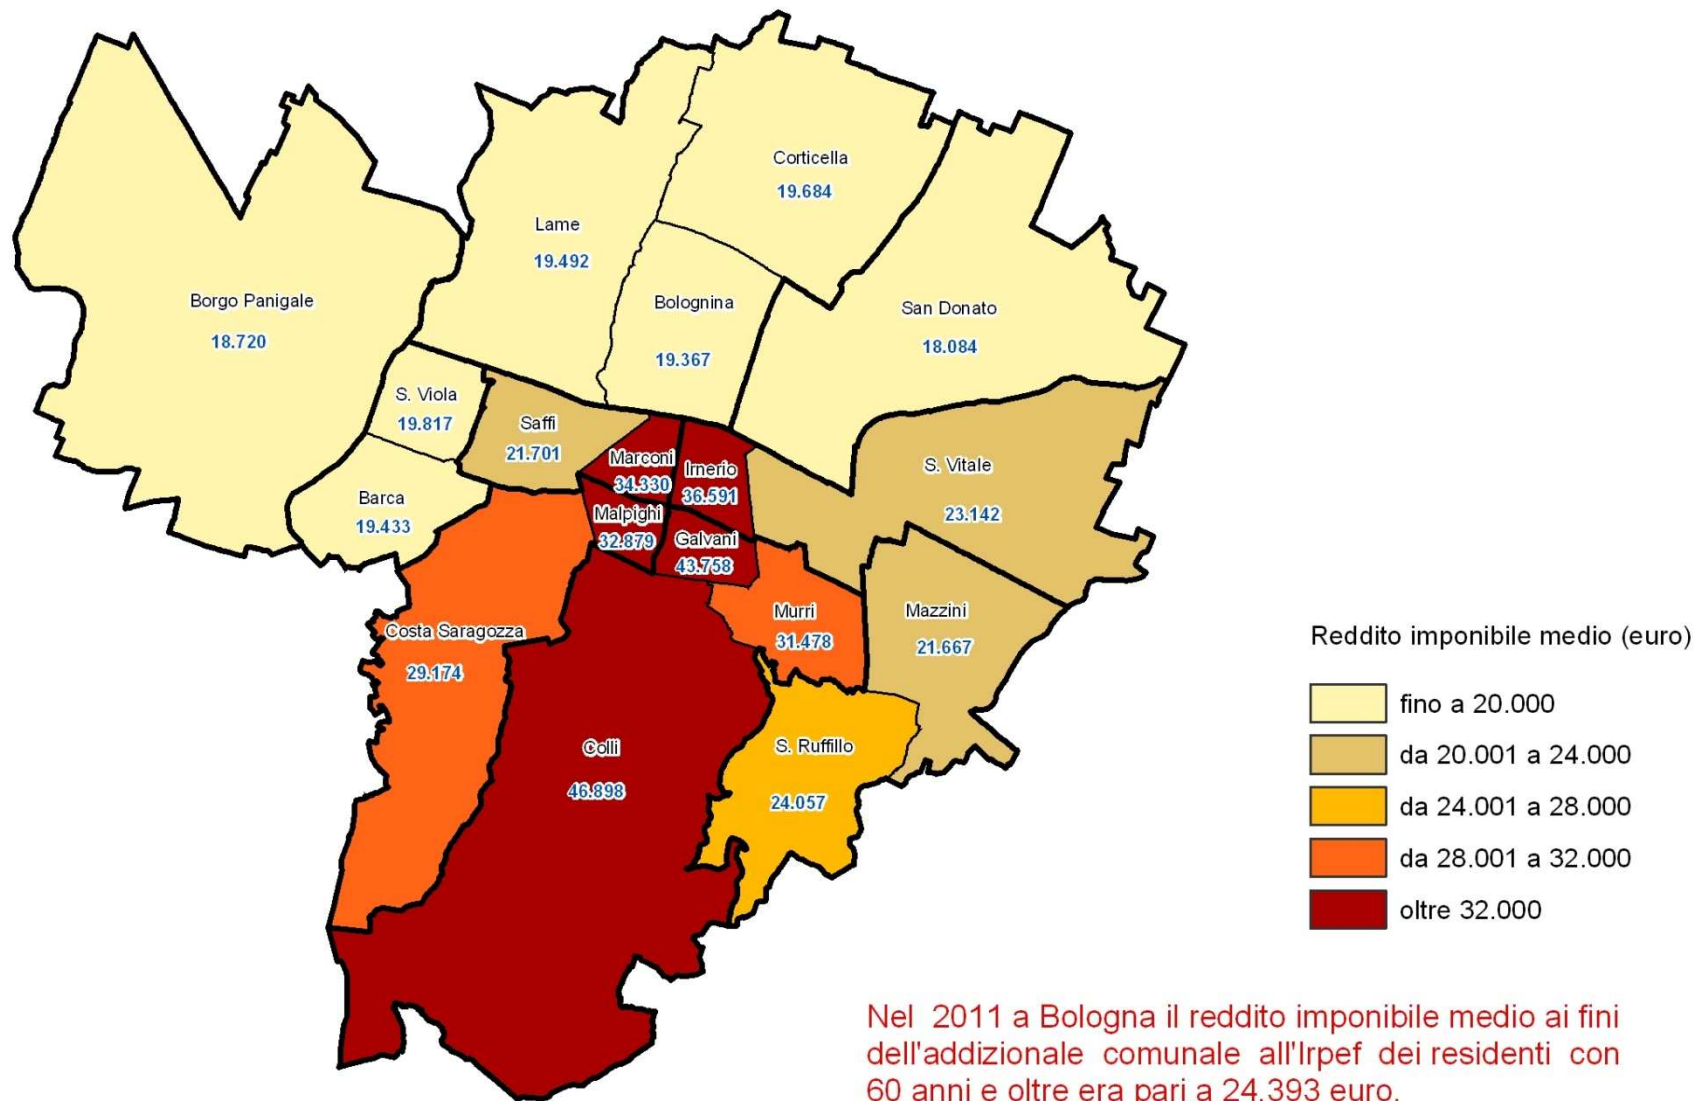 Corticella
19.684
Lame
19.492
Borgo Panigale
18.720
Bolognina
19.367
San Donato
18.084
S. Viola
19.817
Saffi
21.701
Marconi
34.330
Irnerio
36.591
S. Vitale
23.142
Barca
19.433
Malpighi
32.879
Galvani
43.758
Murri
31.478
Mazzini
21.667
Costa Saragozza
29.174
Colli
46.898
S. Ruffillo
24.057
Reddito imponibile medio (euro)
fino a 20.000
da 20.001 a 24.000
da 24.001 a 28.000
da 28.001 a 32.000
oltre 32.000
Nel 2011 a Bologna il reddito imponibile medio ai fini
dell'addizionale comunale all'Irpef dei residenti con
60 anni e oltre era pari a 24.393 euro.